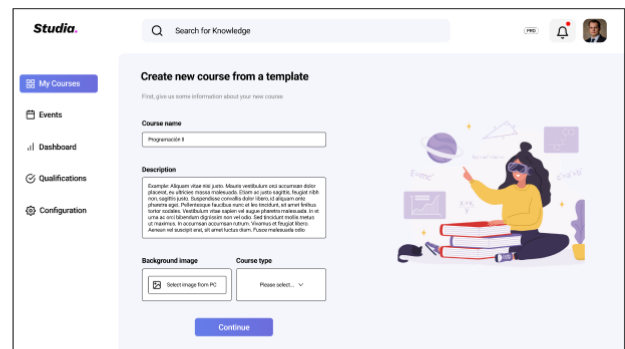 Studia.
Search for Knowledge
PRO
My Courses
Events
Dashboard
Qualifications
Configuration
Create new course from a template
First, give us some information about your new course
Course name
Programación II
Description
Example: Aliquam vitae nisi justo. Mauris vestibulum orci accumsan dolor
placerat, eu ultricies massa malesuada. Etiam ac justo sagittis, feugiat nibh
non, sagittis justo. Suspendisse convallis dolor libero, id aliquam ante
pharetra eget. Pellentesque faucibus nunc ac leo tincidunt, sit amet finibus
tortor sodales. Vestibulum vitae sapien vel augue pharetra malesuada. In et
urna ac orci bibendum dignissim non vel odio. Sed tincidunt mollis metus
ut maximus. In accumsan accumsan rutrum. Vivamus et feugiat libero.
Aenean vel suscipit erat, sit amet luctus diam. Fusce malesuada odio
Background image
Course type
Select image from PC
Please select...
Continue